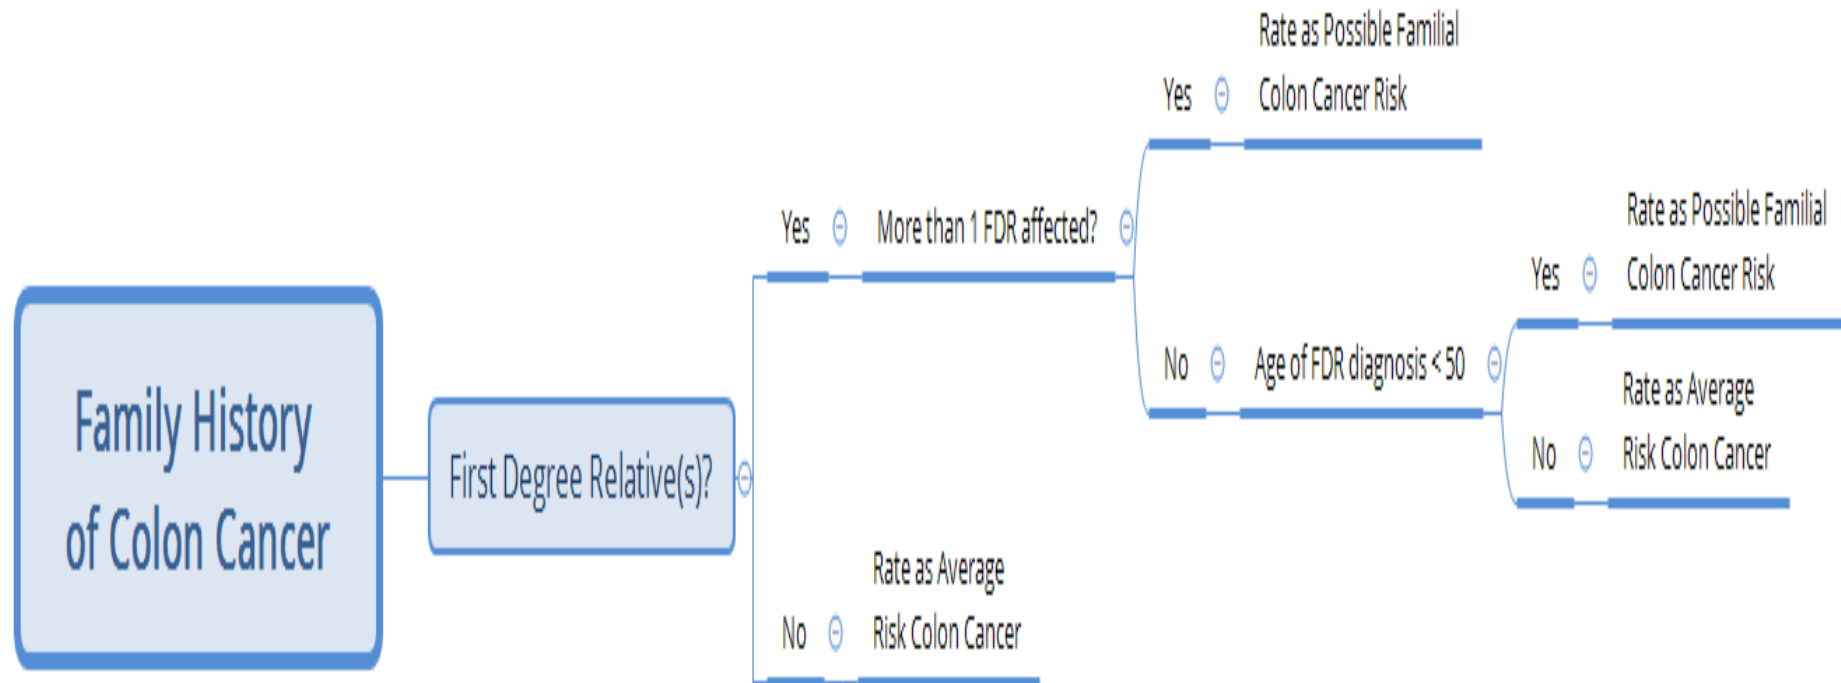 Family History
of Colon Cancer
First Degree Relative(s)?
Yes
More than 1 FDR affected?
Yes
Rate as Possible Familial
Colon Cancer Risk
No
Age of FDR diagnosis < 50
Yes
Rate as Possible Familial
Colon Cancer Risk
No
Rate as Average
Risk Colon Cancer
No
Rate as Average
Risk Colon Cancer